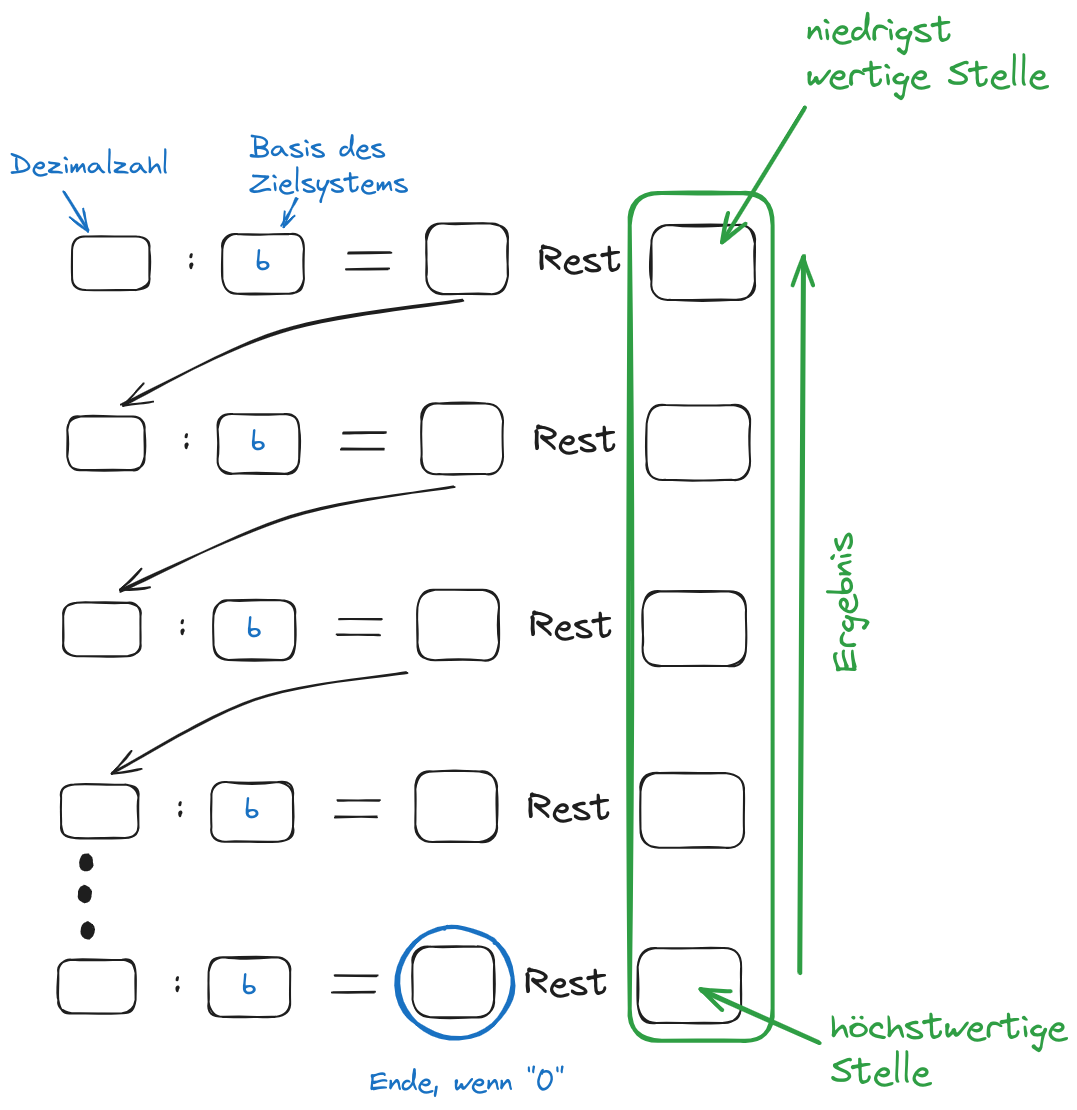 niedrigst
wertige Stelle
Dezimalzahl
Basis des
Zielsystems
: b = Rest
: b = Rest
: b = Rest
Ergebnis
: b = Rest
: b = Rest
höchstwertige
Stelle
Ende, wenn "0"